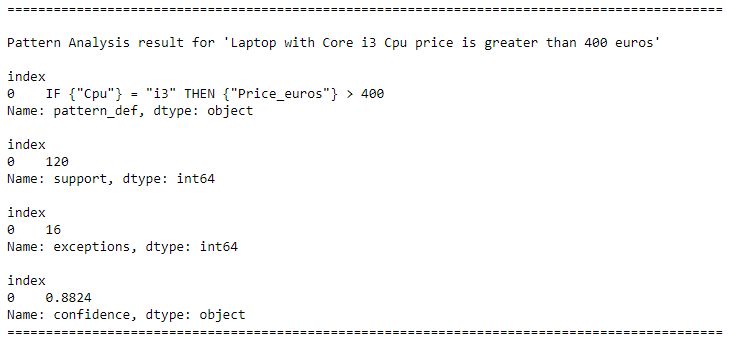 =============================================================================================
Pattern Analysis result for 'Laptop with Core i3 Cpu price is greater than 400 euros'
index
0    IF {"Cpu"} = "i3" THEN {"Price_euros"} > 400
Name: pattern_def, dtype: object
index
0    120
Name: support, dtype: int64
index
0    16
Name: exceptions, dtype: int64
index
0    0.8824
Name: confidence, dtype: object
=============================================================================================